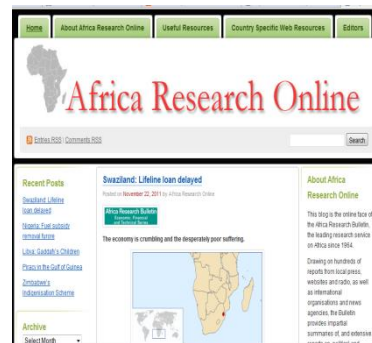 Home About Africa Research Online Useful Resources Country Specific Web Resources Editors
Africa Research Online
Entries RSS | Comments RSS Search
Recent Posts
Swaziland: Lifeline
loan delayed
Nigeria: Fuel subsidy
removal furore
Libya: Gaddafi's Children
Piracy in the Gulf of Guinea
Zimbabwe's
Indigenisation Scheme
Archive
Select Month
Swaziland: Lifeline loan delayed
Posted on November 22, 2011 by Africa Research Online
Africa Research Bulletin
Economic, Financial
and Technical Series
The economy is crumbling and the desperately poor suffering.
About Africa
Research Online
This blog is the online face of
the Africa Research Bulletin,
the leading research service
on Africa since 1964.
Drawing on hundreds of
reports from local press,
websites and radio, as well
as international
organisations and news
agencies, the Bulletin
provides impartial
summaries of, and extensive
reports on, political and